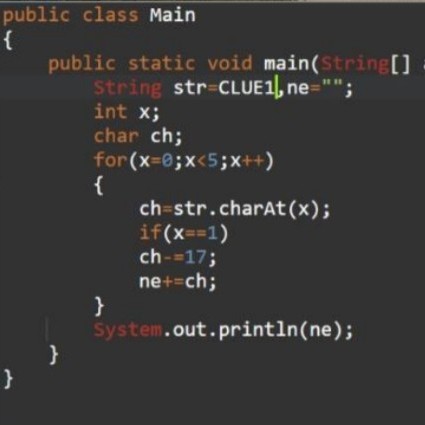 public class Main
{
public static void main(String[] a
String str=CLUE1,ne="";
int x;
char ch;
for(x=0;x<5;x++)
{
ch=str.charAt(x);
if(x==1)
ch-=17;
ne+=ch;
}
System.out.println(ne);
}
}